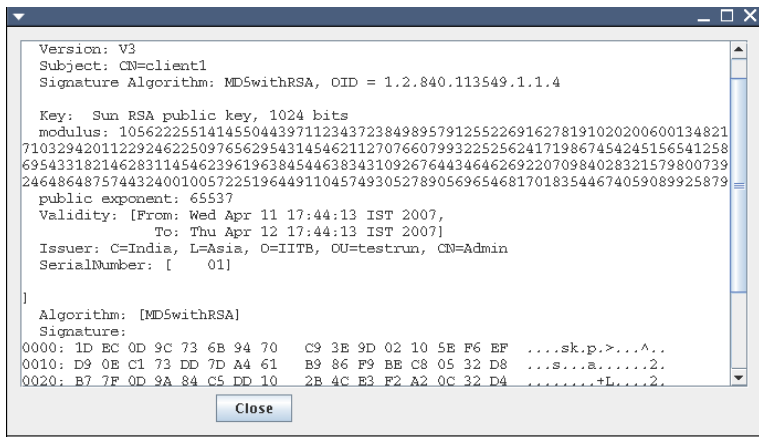 Version: V3
Subject: CN=client1
Signature Algorithm: MD5withRSA, OID = 1.2.840.113549.1.1.4
Key:  Sun RSA public key, 1024 bits
modulus: 10562225514145504439711234372384989579125522691627819102020060013482​1
71032942011229246225097656295431454621127076607993225256241719867454245156541258
69543318214628311454623961963845446383431092676443464626922070984028321579800739
24648648757443240010057225196449110457493052789056965468170183544674059089925879
public exponent: 65537
Validity: [From: Wed Apr 11 17:44:13 IST 2007,
To: Thu Apr 12 17:44:13 IST 2007]
Issuer: C=India, L=Asia, O=IITB, OU=testrun, CN=Admin
SerialNumber: [    01]
]
Algorithm: [MD5withRSA]
Signature:
0000: 1D EC 0D 9C 73 6B 94 70   C9 3E 9D 02 10 5E F6 EF  ....sk.p.>...^..
0010: D9 0E C1 73 DD 7D A4 61   B9 86 F9 BE C8 05 32 D8  ...s...a......2.
0020: B7 7F 0D 9A 84 C5 DD 10   2B 4C E3 F2 A2 0C 32 D4  ........+L....2.
Close